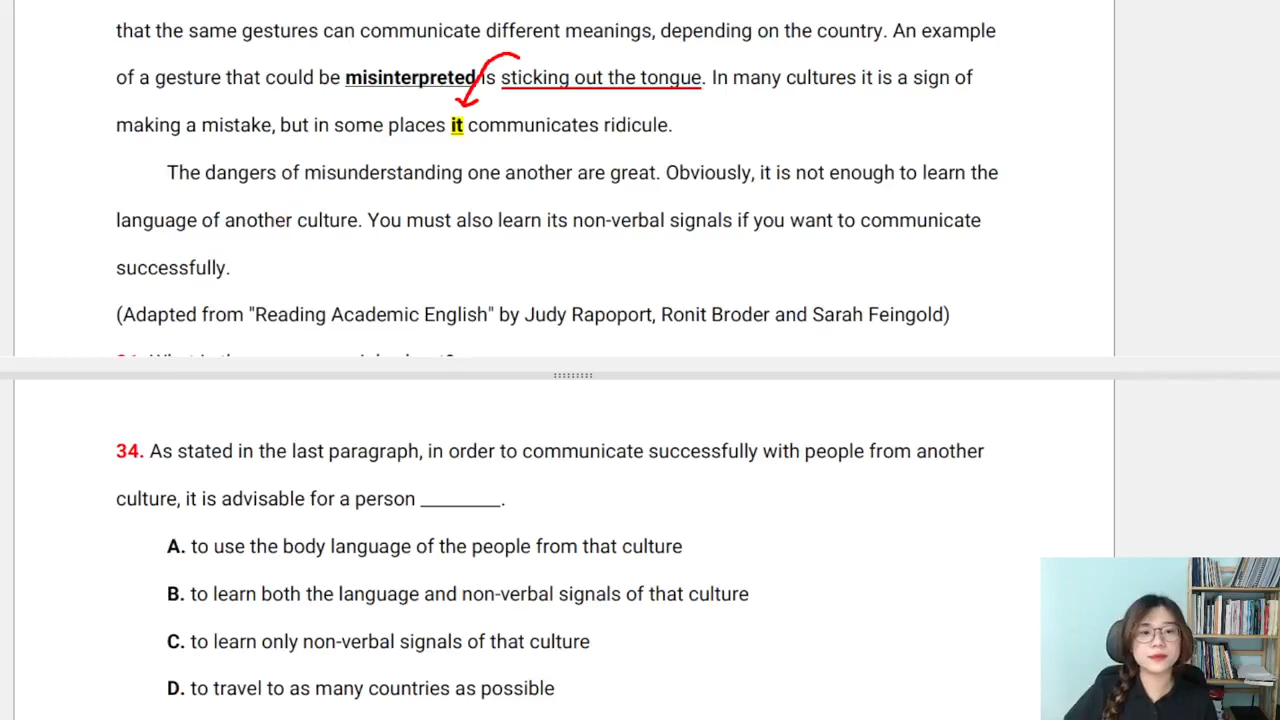 that the same gestures can communicate different meanings, depending on the country. An example
of a gesture that could be misinterpreted is sticking out the tongue. In many cultures it is a sign of
making a mistake, but in some places it communicates ridicule.
The dangers of misunderstanding one another are great. Obviously, it is not enough to learn the
language of another culture. You must also learn its non-verbal signals if you want to communicate
successfully.
(Adapted from "Reading Academic English" by Judy Rapoport, Ronit Broder and Sarah Feingold)
34. As stated in the last paragraph, in order to communicate successfully with people from another
culture, it is advisable for a person ________.
A. to use the body language of the people from that culture
B. to learn both the language and non-verbal signals of that culture
C. to learn only non-verbal signals of that culture
D. to travel to as many countries as possible